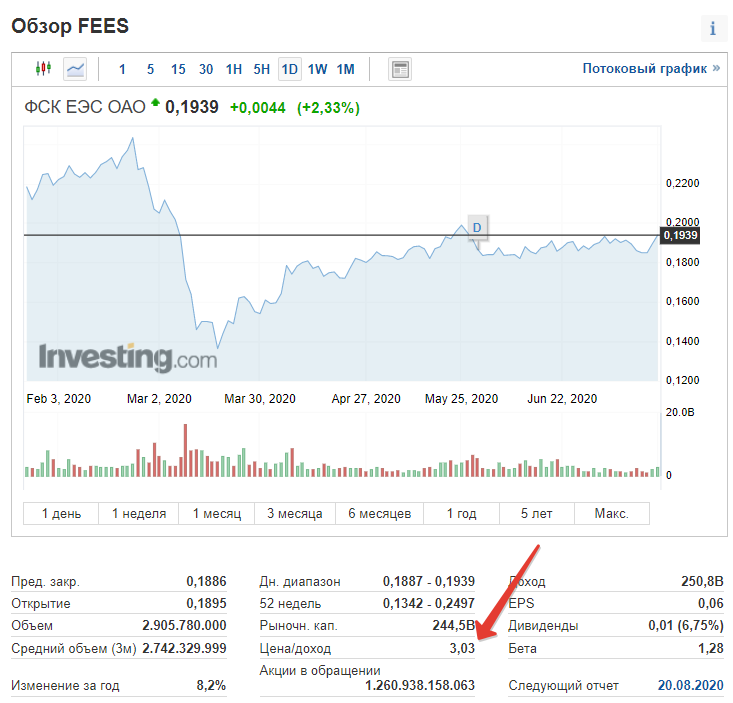 Обзор FEES
i
1 5 15 30 1H 5H 1D 1W 1M
Потоковый график »
ФСК ЕЭС ОАО 0,1939 +0,0044 (+2,33%)
0,2200
0,2000
D
0,1939
0,1800
0,1600
0,1400
Investing.com
0,1200
Feb 3, 2020 Mar 2, 2020 Mar 30, 2020 Apr 27, 2020 May 25, 2020 Jun 22, 2020
20.0B
0
1 день 1 неделя 1 месяц 3 месяца 6 месяцев 1 год 5 лет Макс.
Пред. закр. 0,1886 Дн. диапазон 0,1887 - 0,1939 Доход 250,8B
Открытие 0,1895 52 недель 0,1342 - 0,2497 EPS 0,06
Объем 2.905.780.000 Рыночн. кап. 244,5B Дивиденды 0,01 (6,75%)
Средний объем (3м) 2.742.329.999 Цена/доход 3,03 Бета 1,28
Изменение за год 8,2% Акции в обращении 1.260.938.158.063 Следующий отчет 20.08.2020